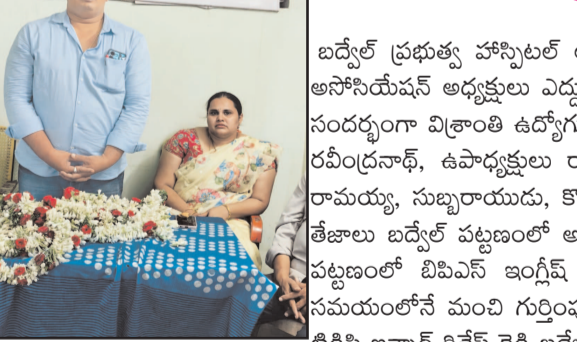 బద్వేల్ ప్రభుత్వ హాస్పిటల్
అసోసియేషన్ అధ్యక్షులు
సందర్భంగా విశ్రాంతి
రవీంద్రనాథ్, ఉపాధ్యక్షులు
రామయ్య, సుబ్బరాయుడు,
తేజాలు బద్వేల్ పట్టణంలో
పట్టణంలో బిపిఎస్ ఇంగ్లీష్
సమయంలోనే మంచి